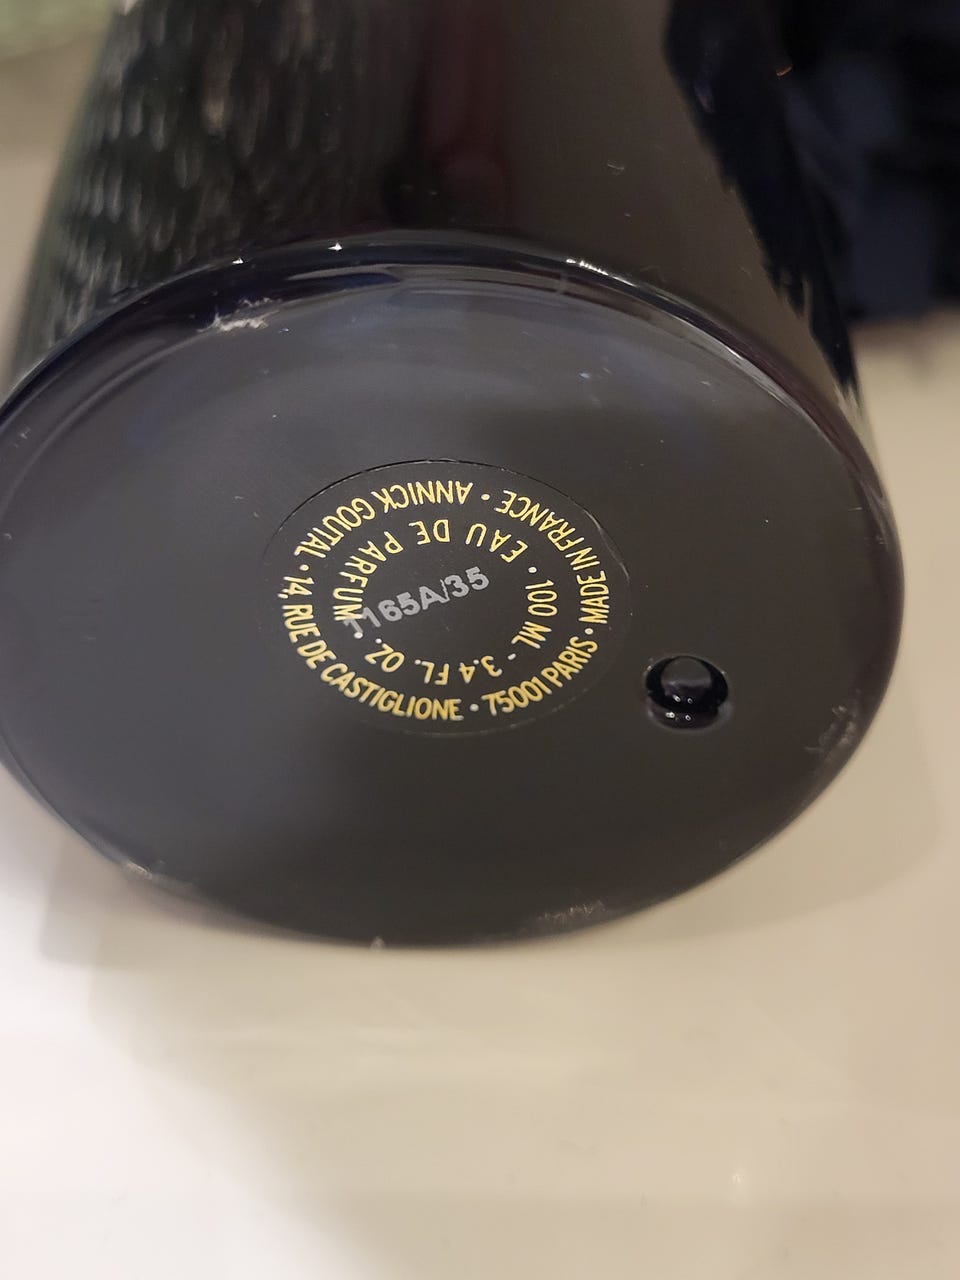 ANNICK GOUTAL • 14, RUE DE CASTIGLIONE • 75001 PARIS • MADE IN FRANCE •
EAU DE PARFUM • 3.4 FL. OZ. - 100 ML •
1165A/35